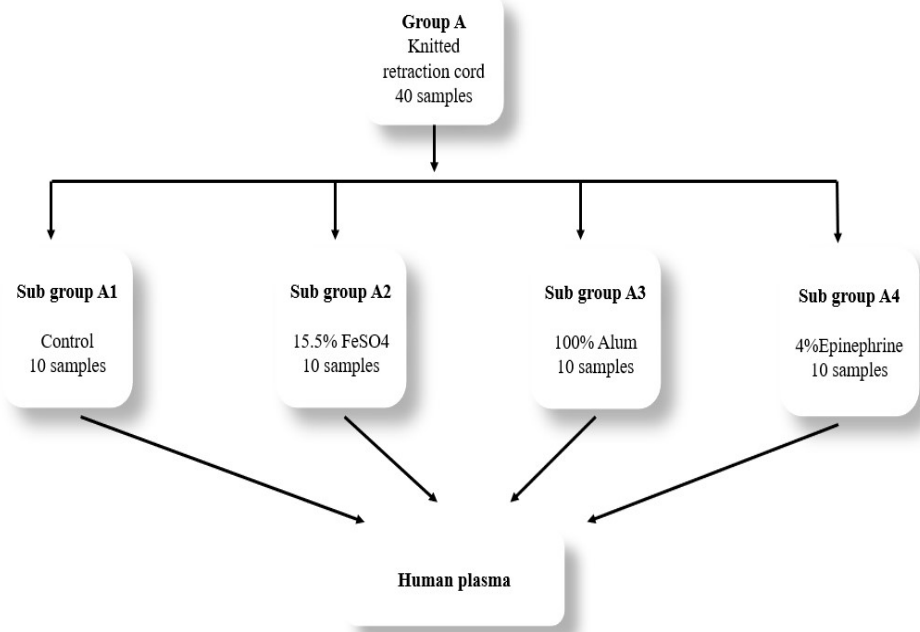 Group A
Knitted
retraction cord
40 samples
Sub group A1
Control
10 samples
Sub group A2
15.5% FeSO4
10 samples
Sub group A3
100% Alum
10 samples
Sub group A4
4%Epinephrine
10 samples
Human plasma